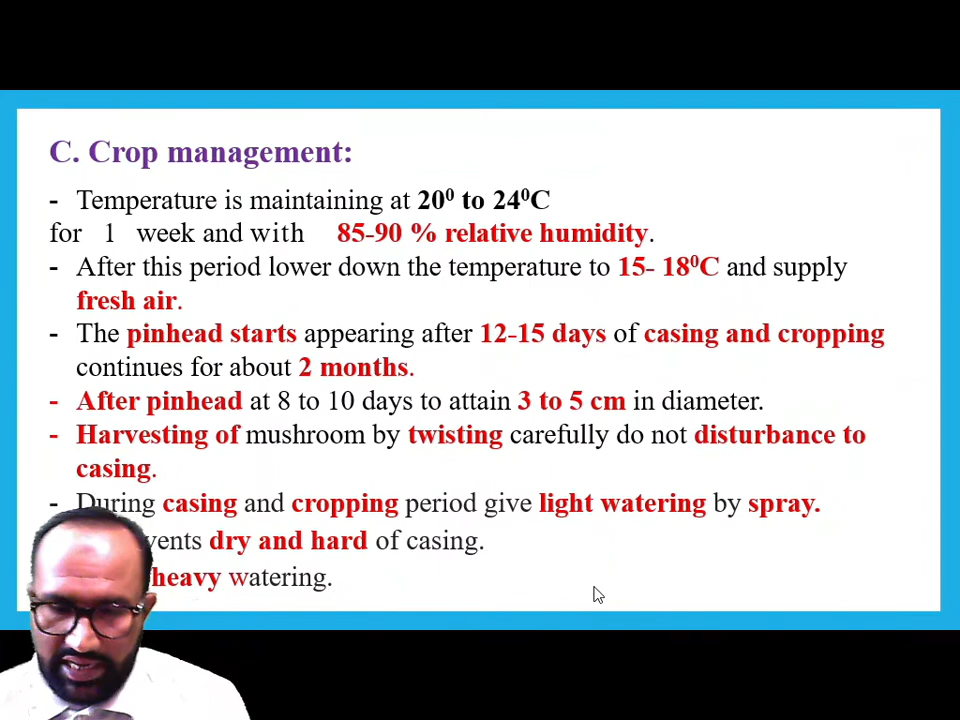 C. Crop management:
- Temperature is maintaining at 20⁰ to 24⁰C
for 1 week and with 85-90 % relative humidity.
- After this period lower down the temperature to 15- 18⁰C and supply
fresh air.
- The pinhead starts appearing after 12-15 days of casing and cropping
continues for about 2 months.
- After pinhead at 8 to 10 days to attain 3 to 5 cm in diameter.
- Harvesting of mushroom by twisting carefully do not disturbance to
casing.
- During casing and cropping period give light watering by spray.
dry and hard of casing.
heavy watering.